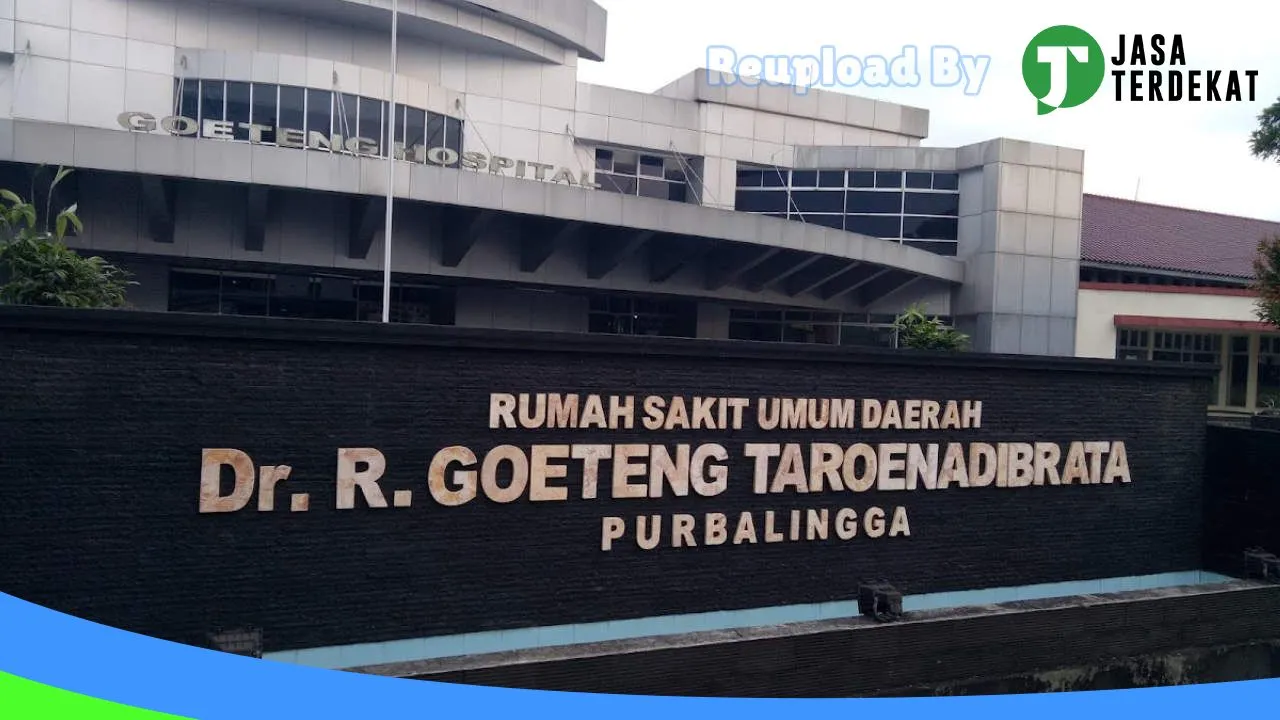 Reupload By
JASA
TERDEKAT
GOETENG HOSPITAL
RUMAH SAKIT UMUM DAERAH
Dr. R. GOETENG TAROENADIBRATA
PURBALINGGA